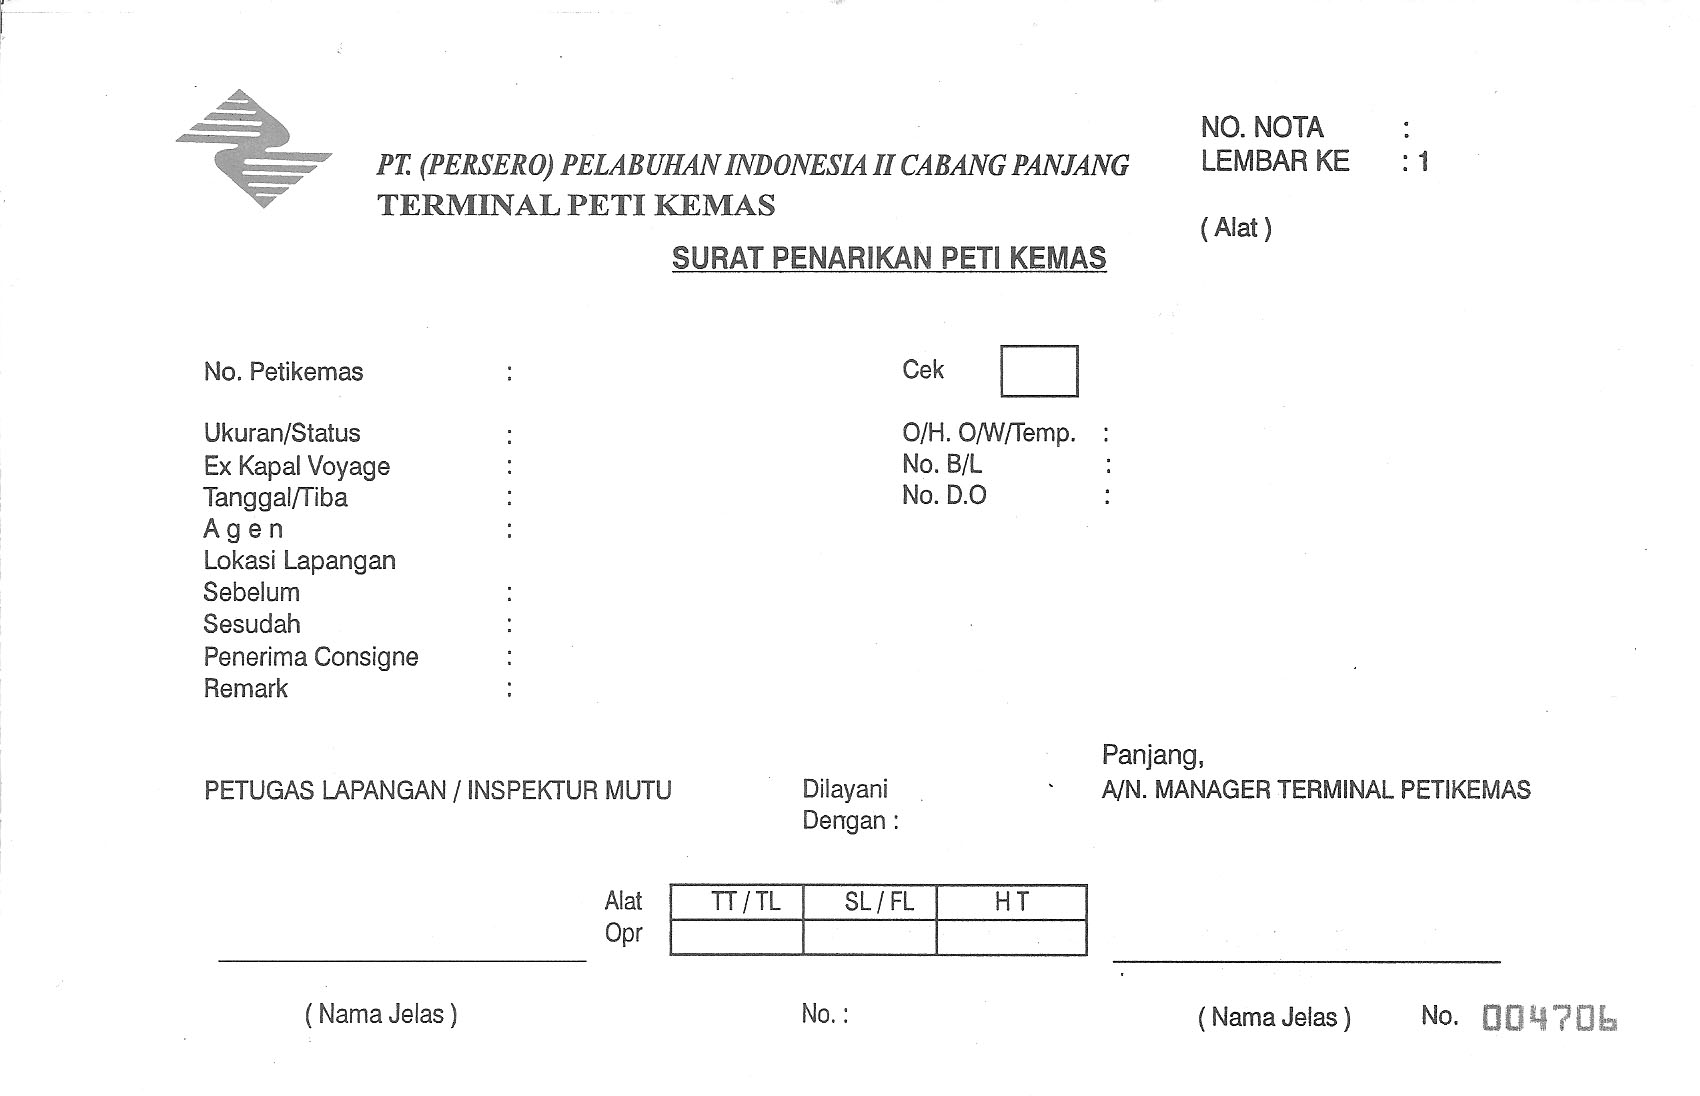 NO. NOTA :
LEMBAR KE : 1
( Alat )
PT. (PERSERO) PELABUHAN INDONESIA II CABANG PANJANG
TERMINAL PETI KEMAS
SURAT PENARIKAN PETI KEMAS
No. Petikemas :
Cek
Ukuran/Status :
Ex Kapal Voyage :
Tanggal/Tiba :
A g e n :
Lokasi Lapangan
Sebelum :
Sesudah :
Penerima Consigne :
Remark :
O/H. O/W/Temp. :
No. B/L :
No. D.O :
PETUGAS LAPANGAN / INSPEKTUR MUTU
Dilayani
Dengan :
Panjang,
A/N. MANAGER TERMINAL PETIKEMAS
Alat TT / TL SL / FL H T
Opr
( Nama Jelas )
No. :
( Nama Jelas )
No. 004706